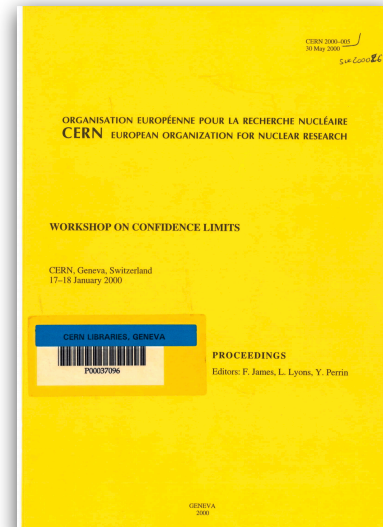 CERN 2000–005
30 May 2000
ORGANISATION EUROPÉENNE POUR LA RECHERCHE NUCLÉAIRE
CERN EUROPEAN ORGANIZATION FOR NUCLEAR RESEARCH
WORKSHOP ON CONFIDENCE LIMITS
CERN, Geneva, Switzerland
17–18 January 2000
CERN LIBRARIES, GENEVA
P00037096
PROCEEDINGS
Editors: F. James, L. Lyons, Y. Perrin
GENEVA
2000